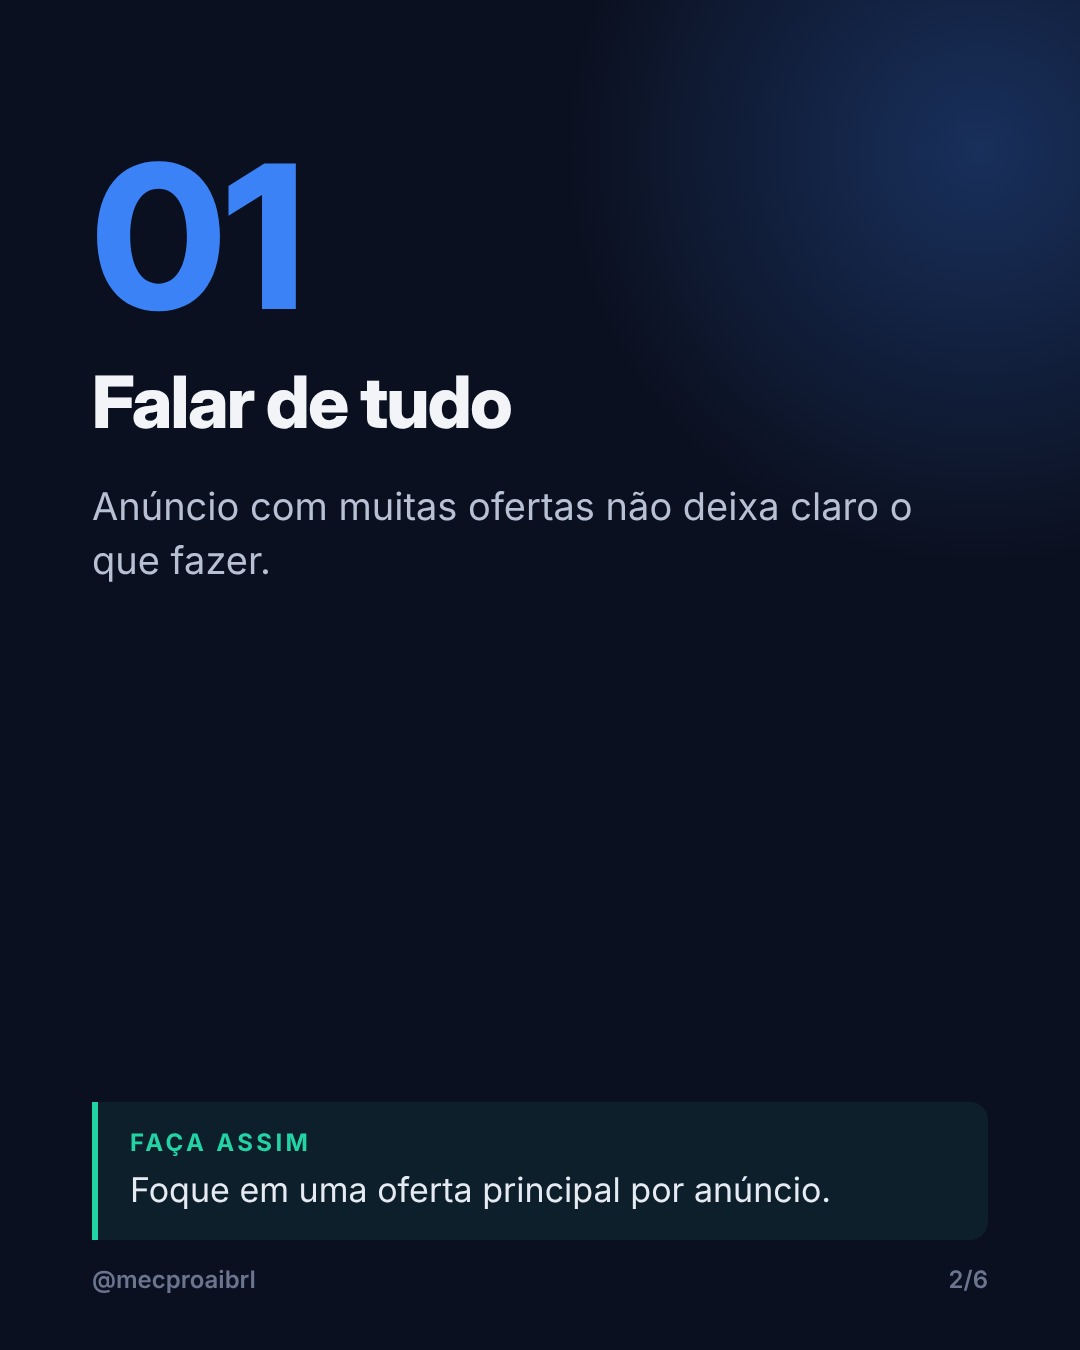 01
Falar de tudo
Anúncio com muitas ofertas não deixa claro o
que fazer.
FAÇA ASSIM
Foque em uma oferta principal por anúncio.
@mecproaibrl
2/6